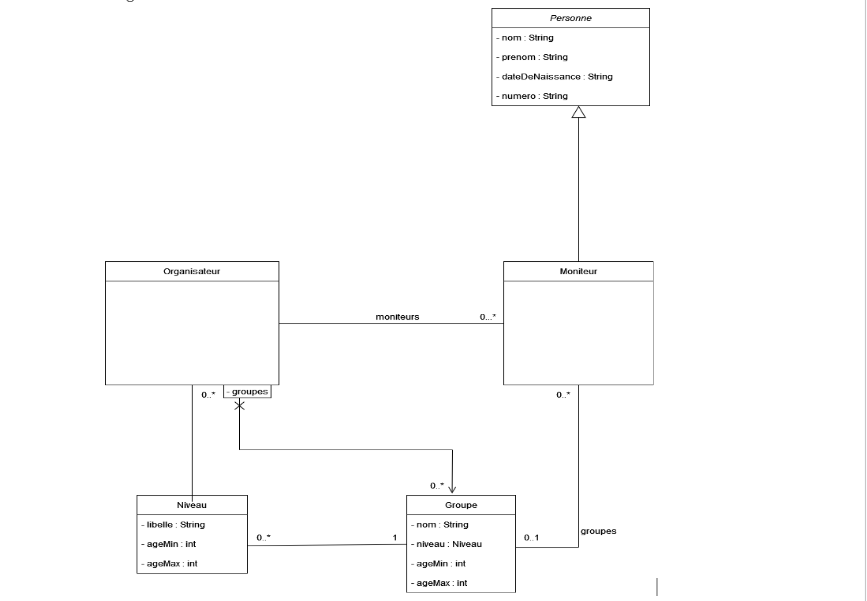 Personne
- nom : String
- prenom : String
- dateDeNaissance : String
- numero : String
Organisateur
Moniteur
moniteurs
0...*
0..*
- groupes
0..*
0..*
Niveau
- libelle : String
- ageMin : int
- ageMax : int
0..*
1
Groupe
- nom : String
- niveau : Niveau
- ageMin : int
- ageMax : int
0..1
groupes